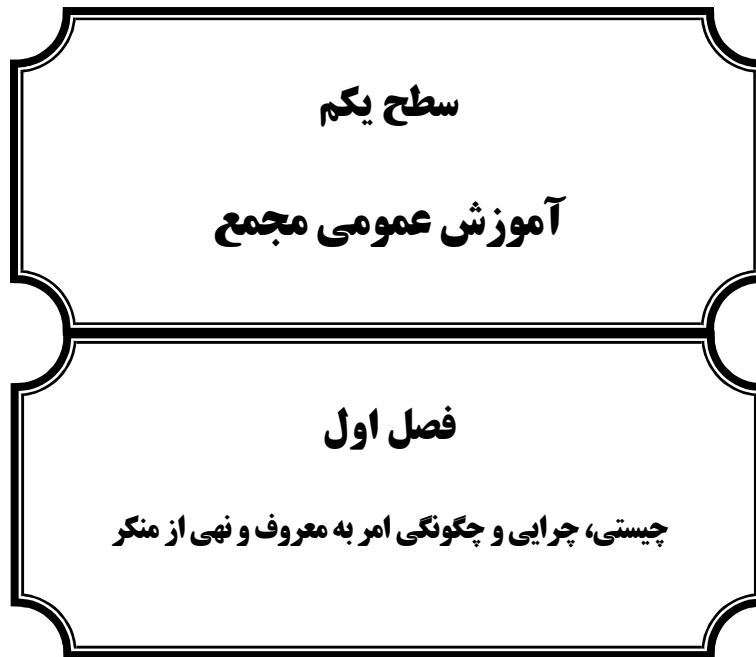 سطح یکم
آموزش عمومی مجمع
فصل اول
چیستی، چرایی و چگونگی امر به معروف و نهی از منکر